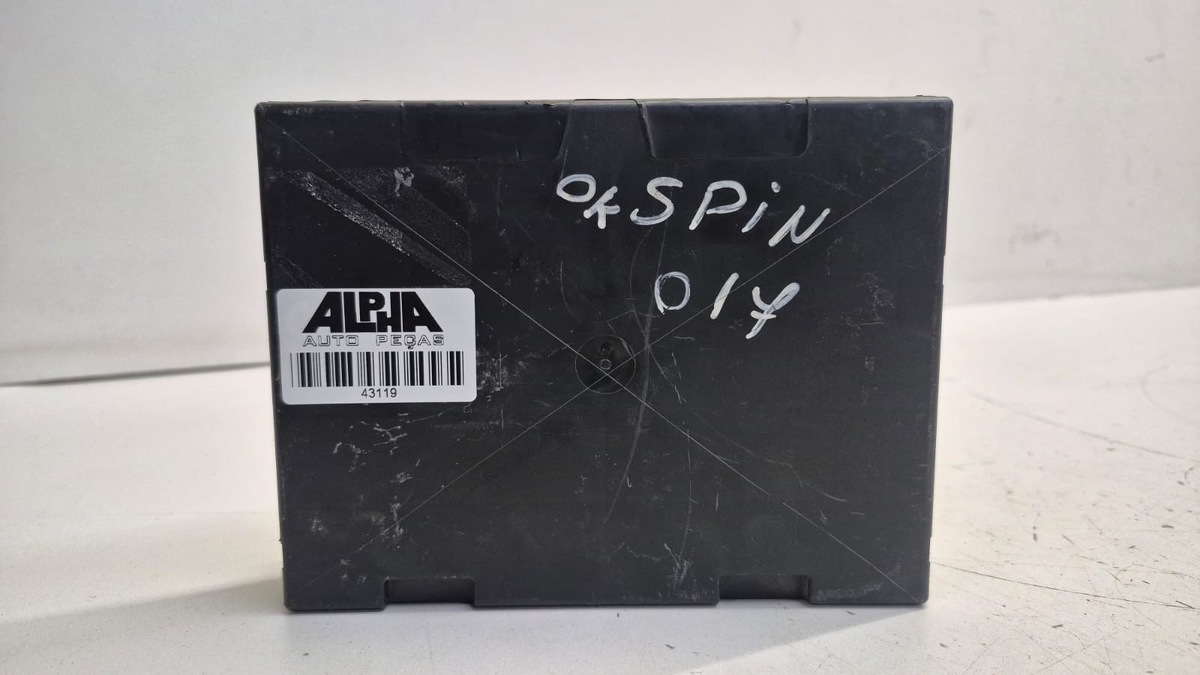 OK SPiN
017
ALPHA
AUTO PEÇAS
43119